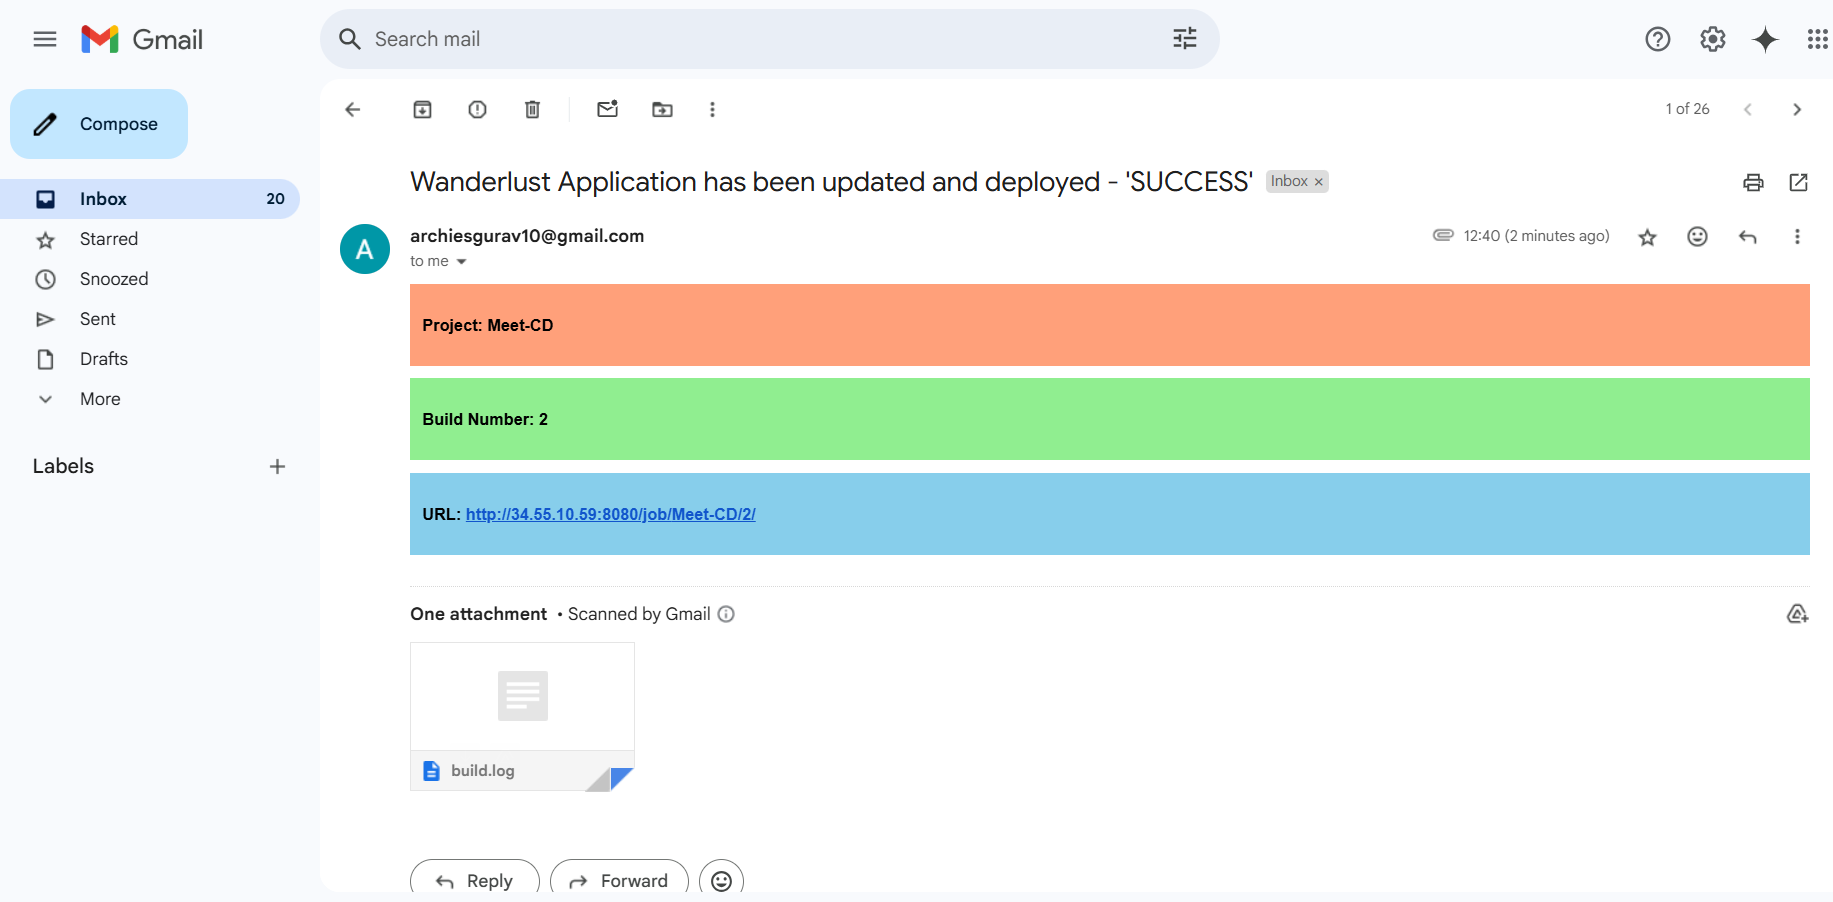 Gmail
Search mail
Compose
1 of 26
Inbox 20
Starred
Snoozed
Sent
Drafts
More
Labels
Wanderlust Application has been updated and deployed - 'SUCCESS' Inbox ×
A
archiesgurav10@gmail.com 12:40 (2 minutes ago)
to me
Project: Meet-CD
Build Number: 2
URL: http://34.55.10.59:8080/job/Meet-CD/2/
One attachment • Scanned by Gmail
build.log
Reply Forward